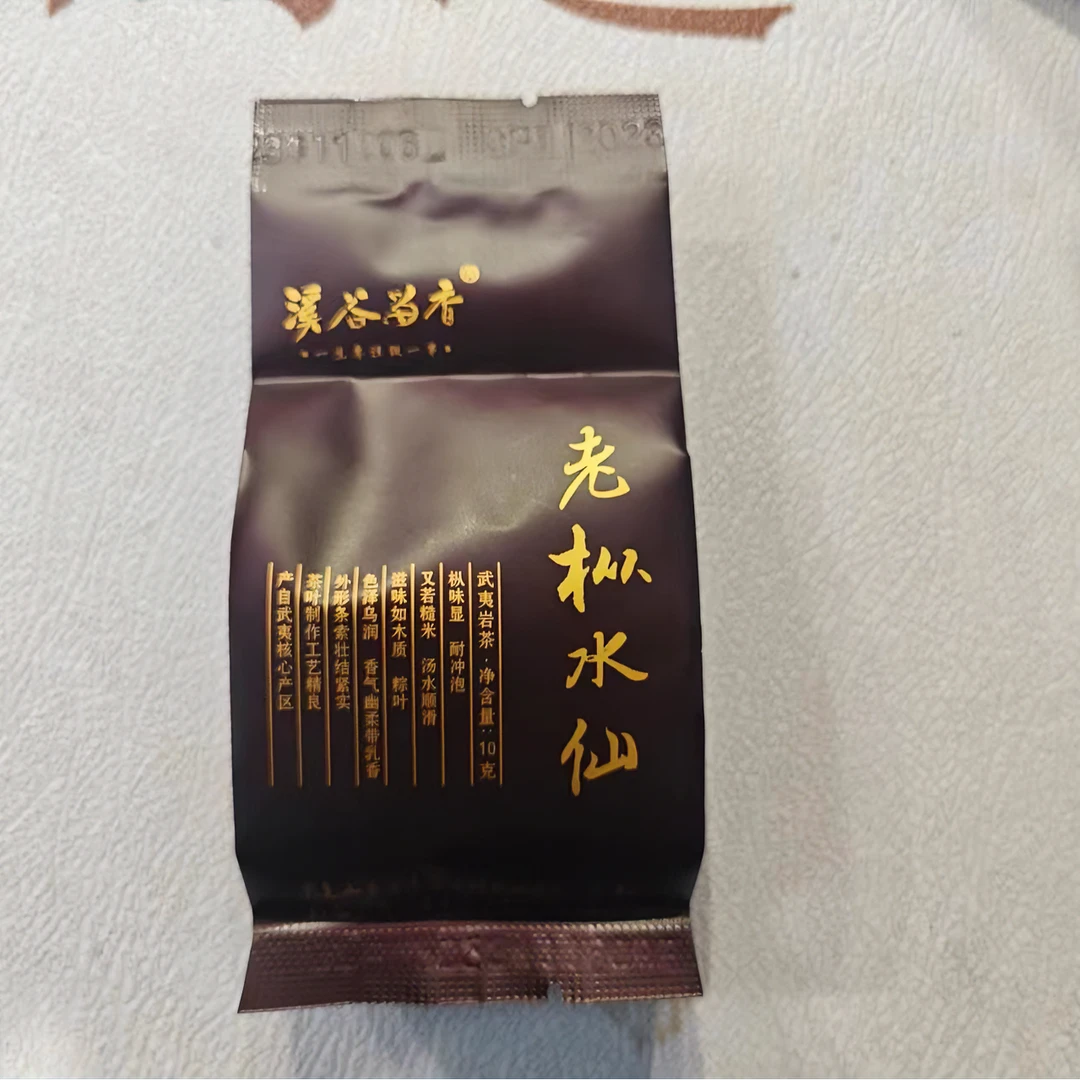 溪谷留香
老枞水仙
武夷岩茶·净含量:10克
枞味显 耐冲泡
又若糙米 汤水顺滑
滋味如木质 粽叶
色泽乌润 香气幽柔带乳香
外形条索壮结紧实
茶叶制作工艺精良
产自武夷核心产区